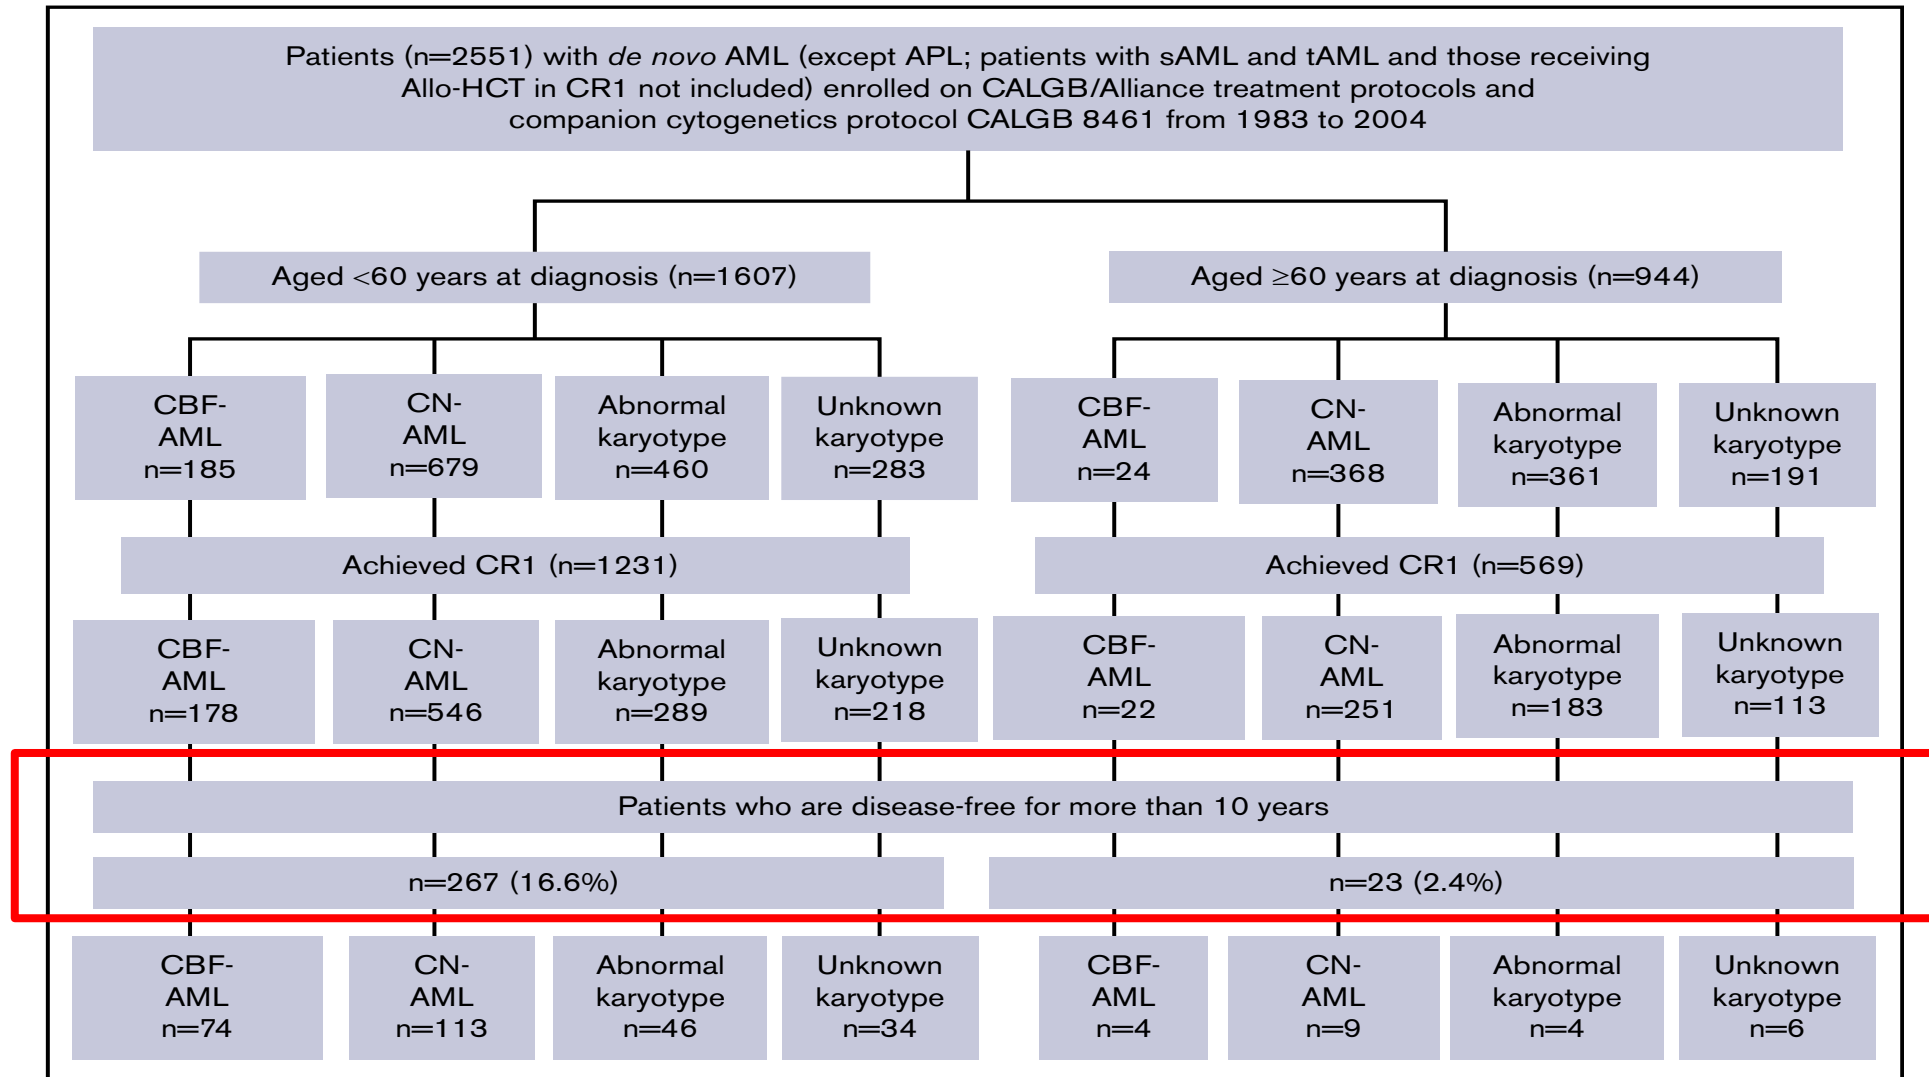 Patients (n=2551) with de novo AML (except APL; patients with sAML and tAML and those receiving
Allo-HCT in CR1 not included) enrolled on CALGB/Alliance treatment protocols and
companion cytogenetics protocol CALGB 8461 from 1983 to 2004
Aged <60 years at diagnosis (n=1607)
Aged ≥60 years at diagnosis (n=944)
CBF-
AML
n=185
CN-
AML
n=679
Abnormal
karyotype
n=460
Unknown
karyotype
n=283
CBF-
AML
n=24
CN-
AML
n=368
Abnormal
karyotype
n=361
Unknown
karyotype
n=191
Achieved CR1 (n=1231)
Achieved CR1 (n=569)
CBF-
AML
n=178
CN-
AML
n=546
Abnormal
karyotype
n=289
Unknown
karyotype
n=218
CBF-
AML
n=22
CN-
AML
n=251
Abnormal
karyotype
n=183
Unknown
karyotype
n=113
Patients who are disease-free for more than 10 years
n=267 (16.6%)
n=23 (2.4%)
CBF-
AML
n=74
CN-
AML
n=113
Abnormal
karyotype
n=46
Unknown
karyotype
n=34
CBF-
AML
n=4
CN-
AML
n=9
Abnormal
karyotype
n=4
Unknown
karyotype
n=6